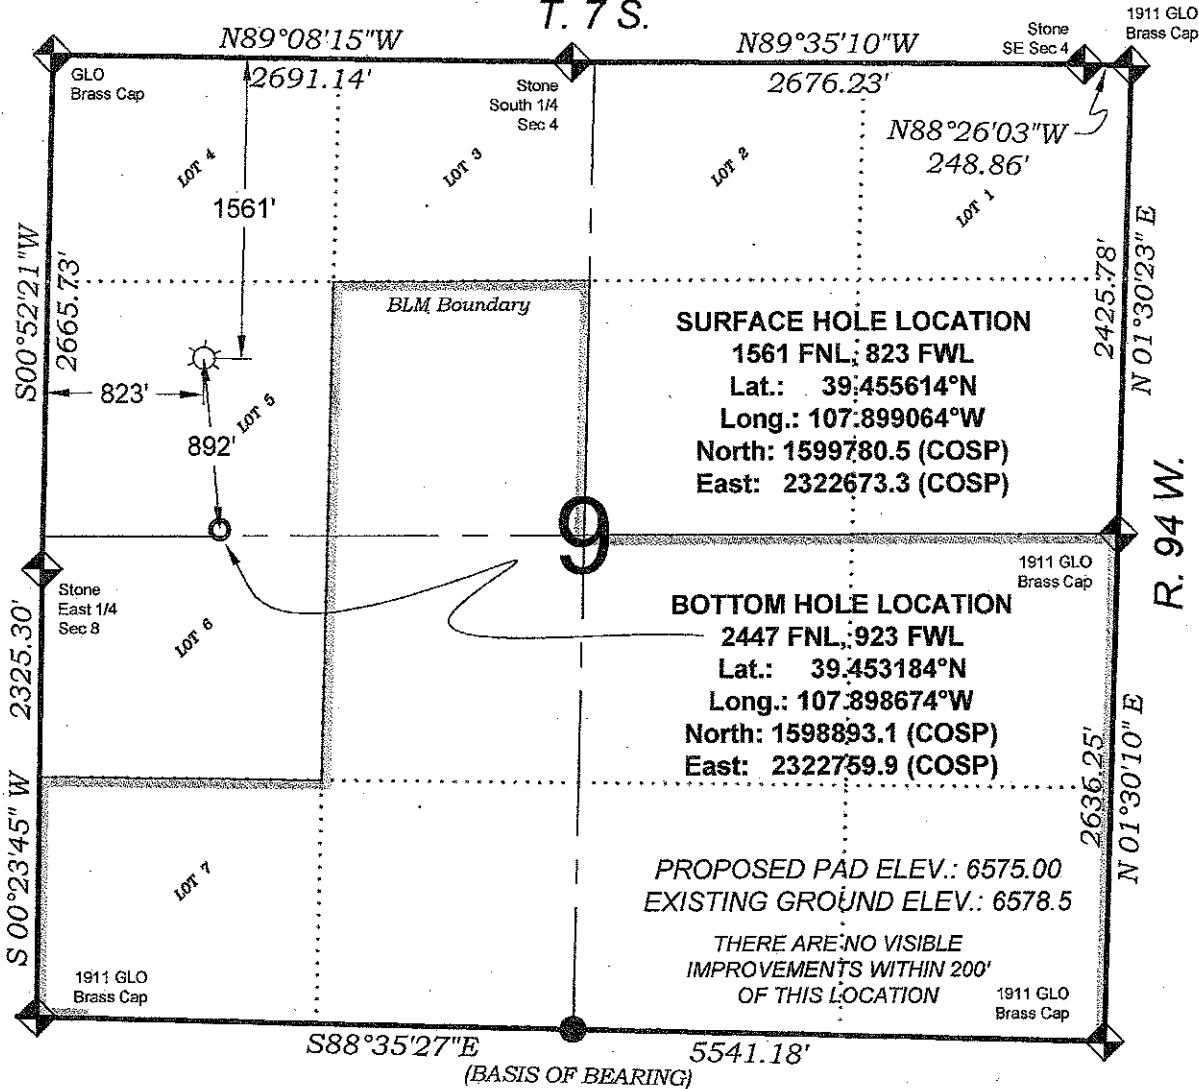 T. 7 S.
1911 GLO
Brass Cap
N89°08'15"W
2691.14'
N89°35'10"W
2676.23'
Stone
SE Sec 4
GLO
Brass Cap
Stone
South 1/4
Sec 4
N88°26'03"W
248.86'
LOT 4
LOT 3
LOT 2
LOT 1
1561'
S00°52'21"W
2665.73'
2425.78'
N 01°30'23" E
BLM Boundary
SURFACE HOLE LOCATION
1561 FNL, 823 FWL
Lat.: 39.455614°N
Long.: 107.899064°W
North: 1599780.5 (COSP)
East: 2322673.3 (COSP)
823'
LOT 5
892'
9
R. 94 W.
1911 GLO
Brass Cap
Stone
East 1/4
Sec 8
LOT 6
BOTTOM HOLE LOCATION
2447 FNL, 923 FWL
Lat.: 39.453184°N
Long.: 107.898674°W
North: 1598893.1 (COSP)
East: 2322759.9 (COSP)
2325.30'
S 00°23'45" W
2636.25'
N 01°30'10" E
LOT 7
PROPOSED PAD ELEV.: 6575.00
EXISTING GROUND ELEV.: 6578.5
THERE ARE NO VISIBLE
IMPROVEMENTS WITHIN 200'
OF THIS LOCATION
1911 GLO
Brass Cap
1911 GLO
Brass Cap
S88°35'27"E
5541.18'
(BASIS OF BEARING)